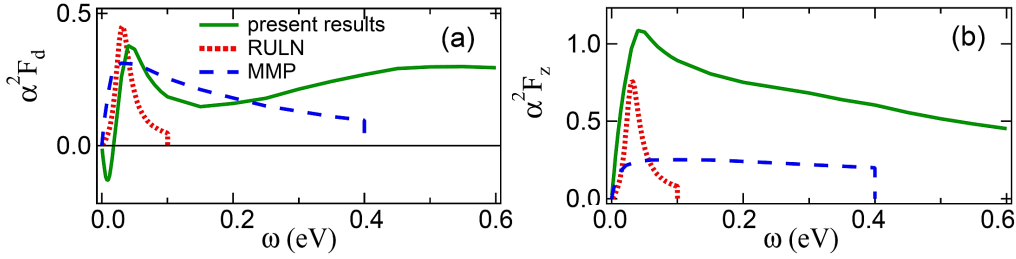 0.5
0.0
α²F_d
present results
RULN
MMP
(a)
0.0 0.2 0.4 0.6
ω (eV)
1.0
0.5
0.0
α²F_z
(b)
0.0 0.2 0.4 0.6
ω (eV)